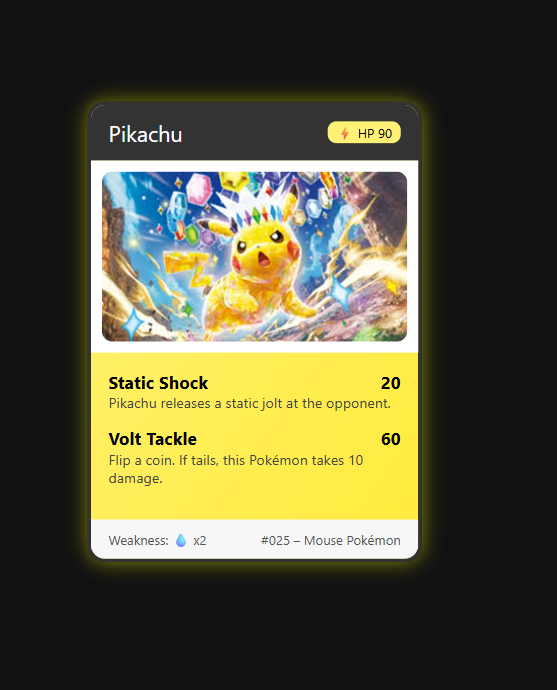 Pikachu
HP 90
Static Shock 20
Pikachu releases a static jolt at the opponent.
Volt Tackle 60
Flip a coin. If tails, this Pokémon takes 10
damage.
Weakness: 💧 x2 #025 – Mouse Pokémon